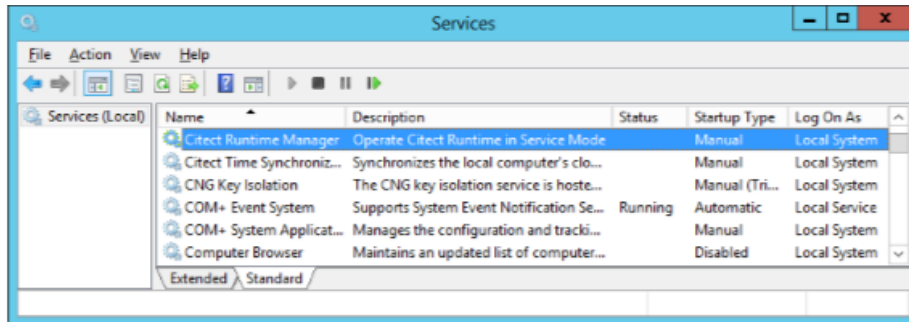 Services
File Action View Help
Services (Local)
Name Description Status Startup Type Log On As
Citect Runtime Manager Operate Citect Runtime in Service Mode Manual Local System
Citect Time Synchroniz... Synchronizes the local computer's clo... Manual Local System
CNG Key Isolation The CNG key isolation service is hoste... Manual (Tri... Local System
COM+ Event System Supports System Event Notification Se... Running Automatic Local Service
COM+ System Applicat... Manages the configuration and tracki... Manual Local System
Computer Browser Maintains an updated list of computer... Disabled Local System
Extended Standard